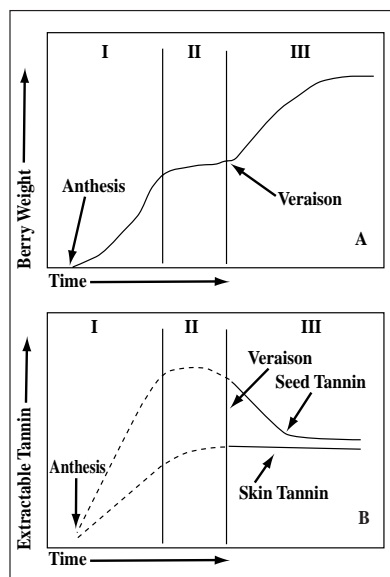 I II III
Anthesis
Veraison
Berry Weight
A
Time
I II III
Veraison
Seed Tannin
Anthesis
Skin Tannin
Extractable Tannin
B
Time